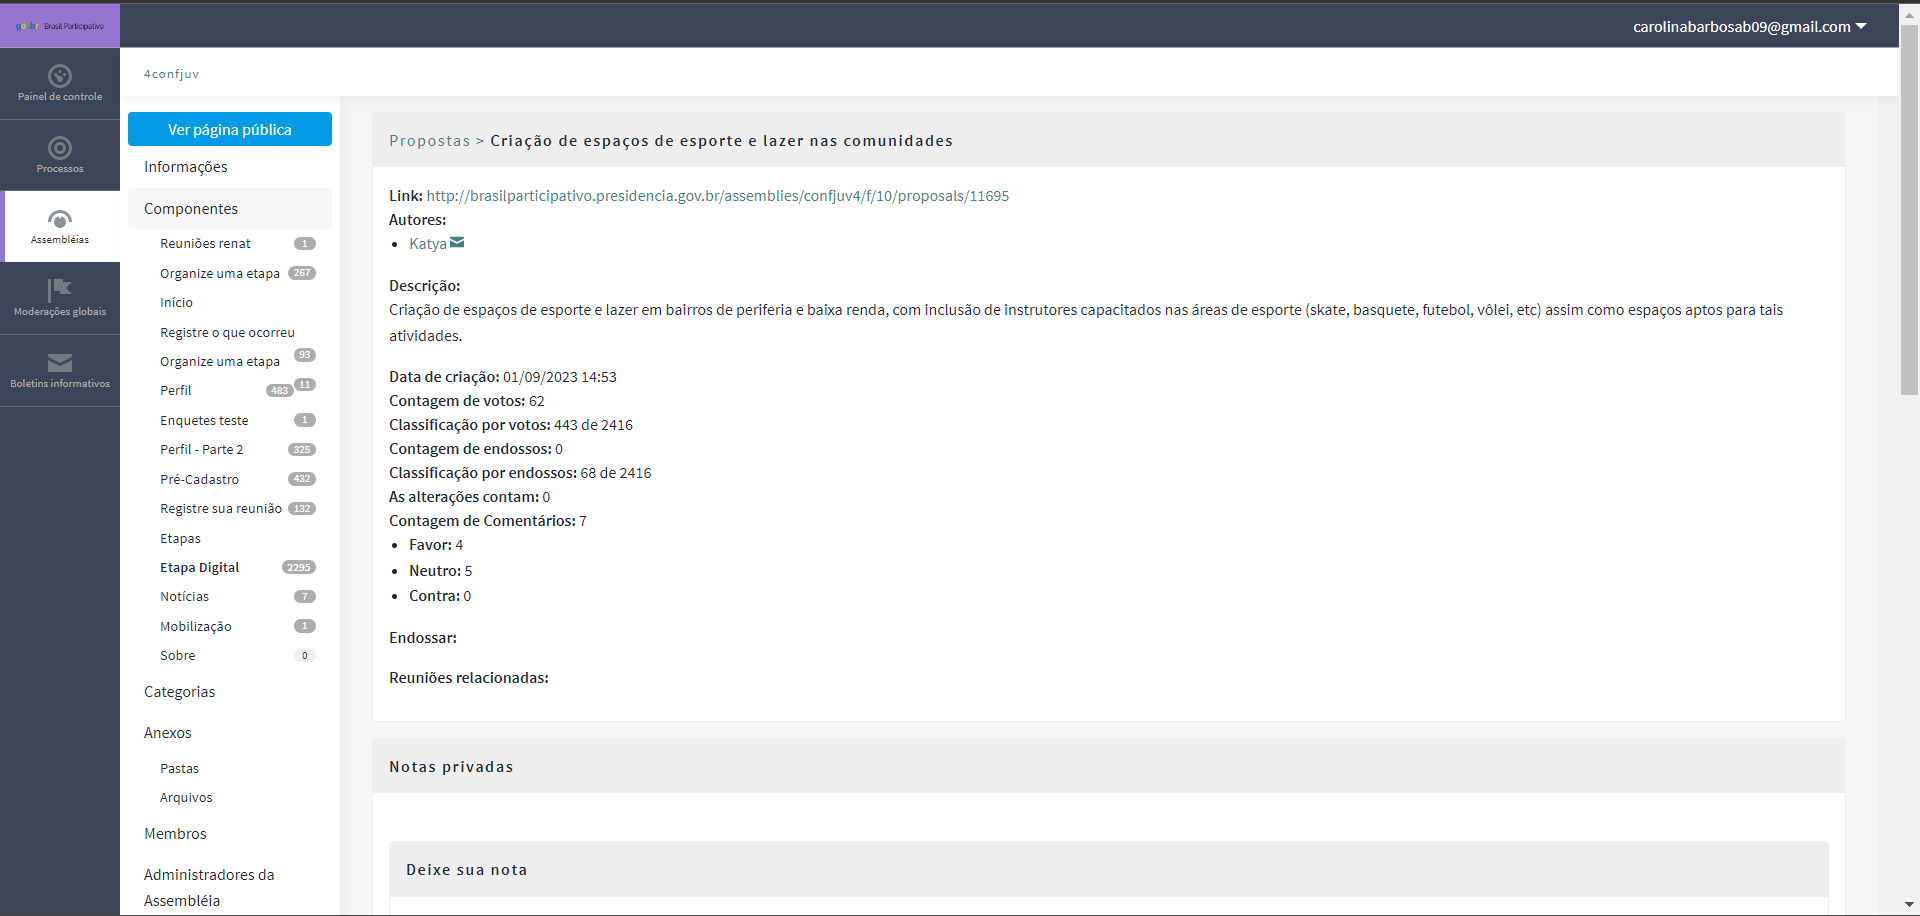 gov.br Brasil Participativo
carolinabarbosab09@gmail.com
Painel de controle
Processos
Assembléias
Moderações globais
Boletins informativos
4confjuv
Ver página pública
Informações
Componentes
Reuniões renat 1
Organize uma etapa 267
Início
Registre o que ocorreu
93
Organize uma etapa
11
Perfil 483
Enquetes teste 1
Perfil - Parte 2 325
Pré-Cadastro 432
Registre sua reunião 132
Etapas
Etapa Digital 2295
Notícias 7
Mobilização 1
Sobre 0
Categorias
Anexos
Pastas
Arquivos
Membros
Administradores da
Assembléia
Propostas > Criação de espaços de esporte e lazer nas comunidades
Link: http://brasilparticipativo.presidencia.gov.br/assemblies/confjuv4/f/10/proposals/11695
Autores:
• Katya
Descrição:
Criação de espaços de esporte e lazer em bairros de periferia e baixa renda, com inclusão de instrutores capacitados nas áreas de esporte (skate, basquete, futebol, vôlei, etc) assim como espaços aptos para tais
atividades.
Data de criação: 01/09/2023 14:53
Contagem de votos: 62
Classificação por votos: 443 de 2416
Contagem de endossos: 0
Classificação por endossos: 68 de 2416
As alterações contam: 0
Contagem de Comentários: 7
• Favor: 4
• Neutro: 5
• Contra: 0
Endossar:
Reuniões relacionadas:
Notas privadas
Deixe sua nota